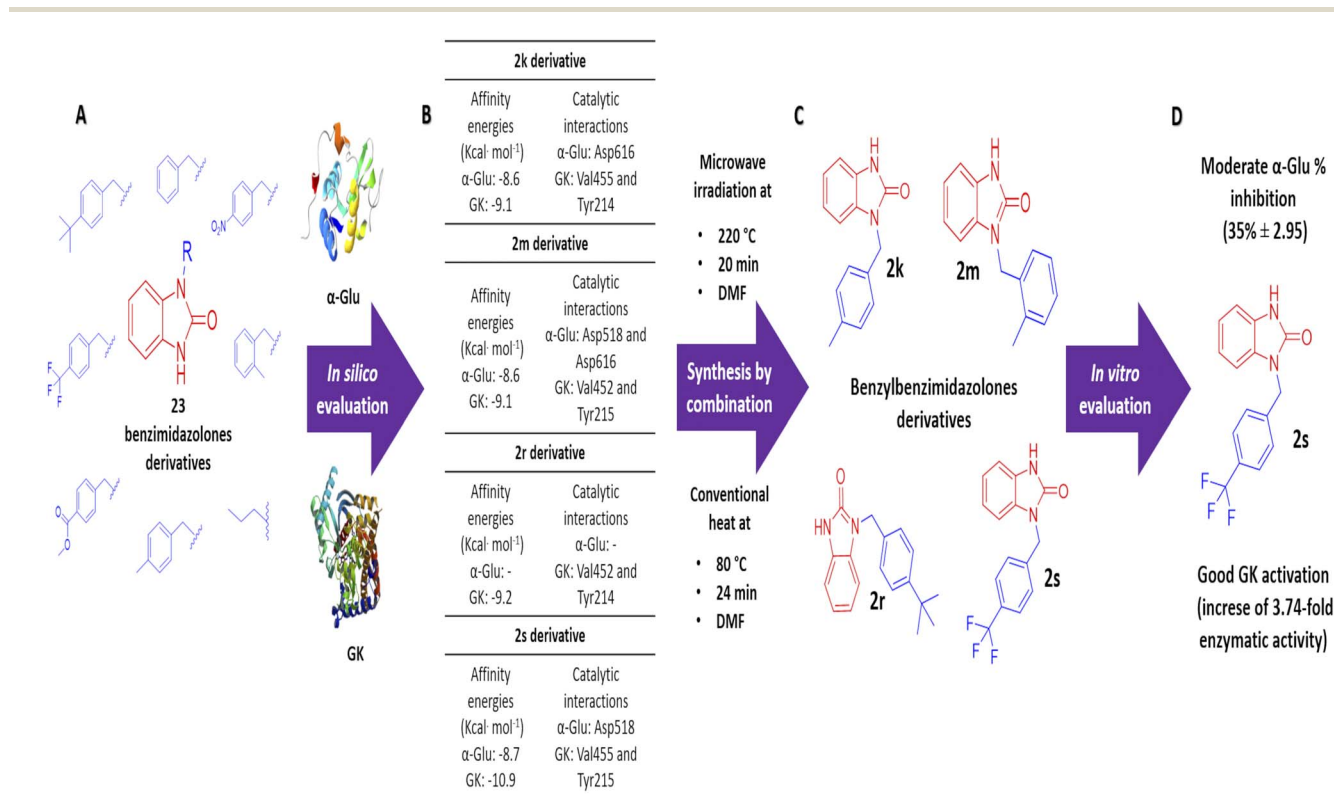 A
O₂N
R
N
O
N
H
F
F
F
O
O
23
benzimidazolones
derivatives
α-Glu
In silico
evaluation
GK
B
2k derivative
Affinity
energies
(Kcal· mol⁻¹)
α-Glu: -8.6
GK: -9.1
Catalytic
interactions
α-Glu: Asp616
GK: Val455 and
Tyr214
2m derivative
Affinity
energies
(Kcal· mol⁻¹)
α-Glu: -8.6
GK: -9.1
Catalytic
interactions
α-Glu: Asp518 and
Asp616
GK: Val452 and
Tyr215
2r derivative
Affinity
energies
(Kcal· mol⁻¹)
α-Glu: -
GK: -9.2
Catalytic
interactions
α-Glu: -
GK: Val452 and
Tyr214
2s derivative
Affinity
energies
(Kcal· mol⁻¹)
α-Glu: -8.7
GK: -10.9
Catalytic
interactions
α-Glu: Asp518
GK: Val455 and
Tyr215
Microwave
irradiation at
• 220 °C
• 20 min
• DMF
Synthesis by
combination
Conventional
heat at
• 80 °C
• 24 min
• DMF
C
H
N
O
N
2k
H
N
O
N
2m
Benzylbenzimidazolones
derivatives
O
HN
N
2r
H
N
O
N
2s
F
F
F
In vitro
evaluation
D
Moderate α-Glu %
inhibition
(35% ± 2.95)
H
N
O
N
2s
F
F
F
Good GK activation
(increse of 3.74-fold
enzymatic activity)